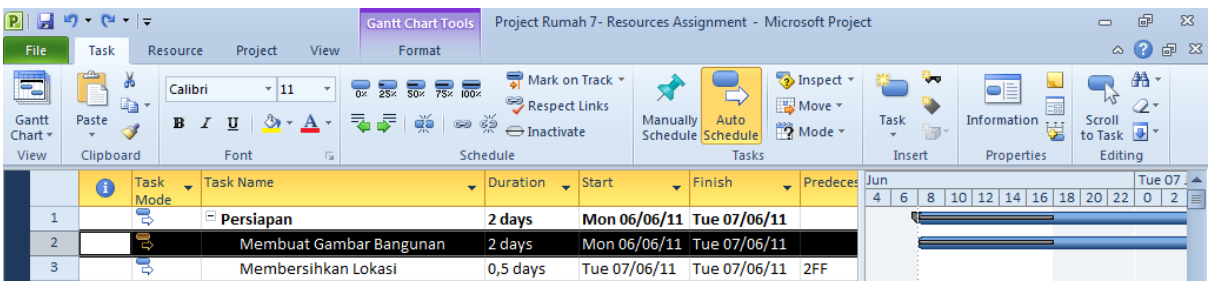 Gantt Chart Tools Project Rumah 7- Resources Assignment - Microsoft Project
File Task Resource Project View Format
Calibri 11 0% 25% 50% 75% 100% Mark on Track Inspect
Gantt Chart Paste B I U A Respect Links Manually Schedule Auto Schedule Move Task Information Scroll to Task
Inactivate Mode
View Clipboard Font Schedule Tasks Insert Properties Editing
Task Mode Task Name Duration Start Finish Predeces Jun Tue 07
4 6 8 10 12 14 16 18 20 22 0 2
1 Persiapan 2 days Mon 06/06/11 Tue 07/06/11
2 Membuat Gambar Bangunan 2 days Mon 06/06/11 Tue 07/06/11
3 Membersihkan Lokasi 0,5 days Tue 07/06/11 Tue 07/06/11 2FF